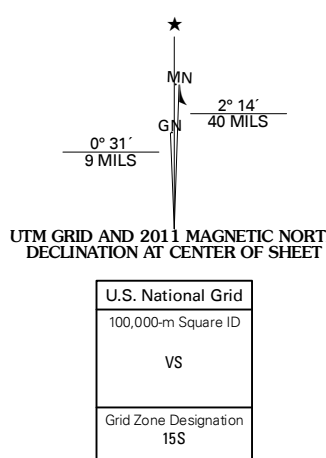 ★
MN
GN
2° 14´
40 MILS
0° 31´
9 MILS
UTM GRID AND 2011 MAGNETIC NORT
DECLINATION AT CENTER OF SHEET
U.S. National Grid
100,000-m Square ID
VS
Grid Zone Designation
15S